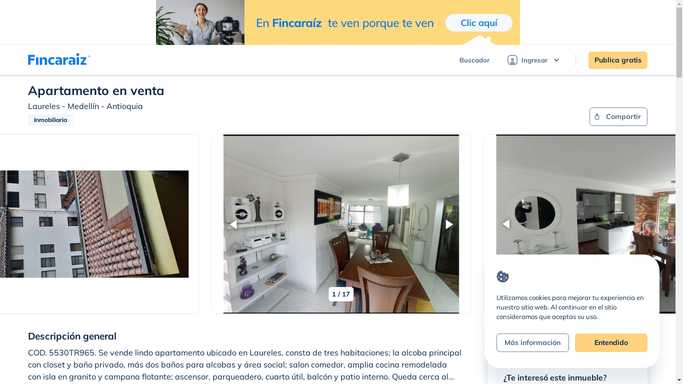 En Fincaraíz te ven porque te ven
Clic aquí
Fincaraiz
Buscador
Ingresar
Publica gratis
Apartamento en venta
Laureles - Medellín - Antioquia
Inmobiliaria
Compartir
1 / 17
Utilizamos cookies para mejorar tu experiencia en
nuestro sitio web. Al continuar en el sitio
consideramos que aceptas su uso.
Más información
Entendido
Descripción general
COD. 5530TR965. Se vende lindo apartamento ubicado en Laureles, consta de tres habitaciones; la alcoba principal
con closet y baño privado, más dos baños para alcobas y área social; salon comedor, amplia cocina remodelada
con isla en granito y campana flotante; ascensor, parqueadero, cuarto útil, balcón y patio interno. Queda cerca al...
¿Te interesó este inmueble?